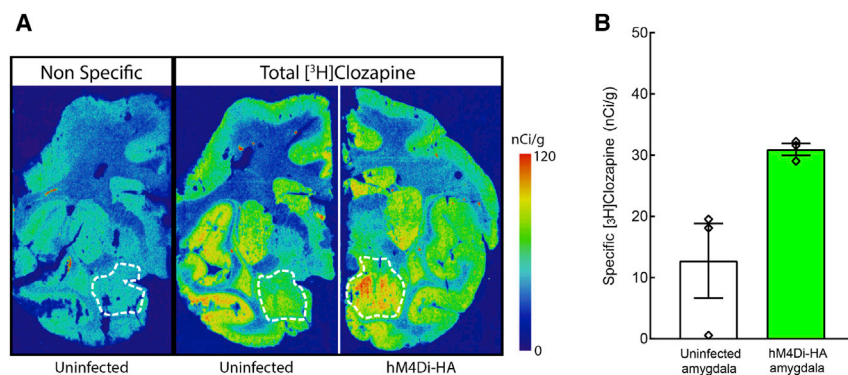 A
Non Specific
Total [³H]Clozapine
nCi/g
120
0
Uninfected
Uninfected
hM4Di-HA
B
Specific [³H]Clozapine (nCi/g)
50
40
30
20
10
0
Uninfected
amygdala
hM4Di-HA
amygdala